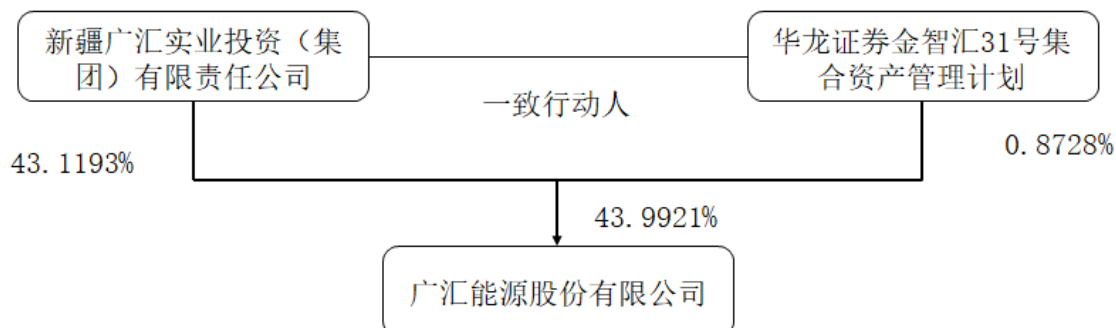 新疆广汇实业投资（集
团）有限责任公司
华龙证券金智汇31号集
合资产管理计划
一致行动人
43.1193%
0.8728%
43.9921%
广汇能源股份有限公司